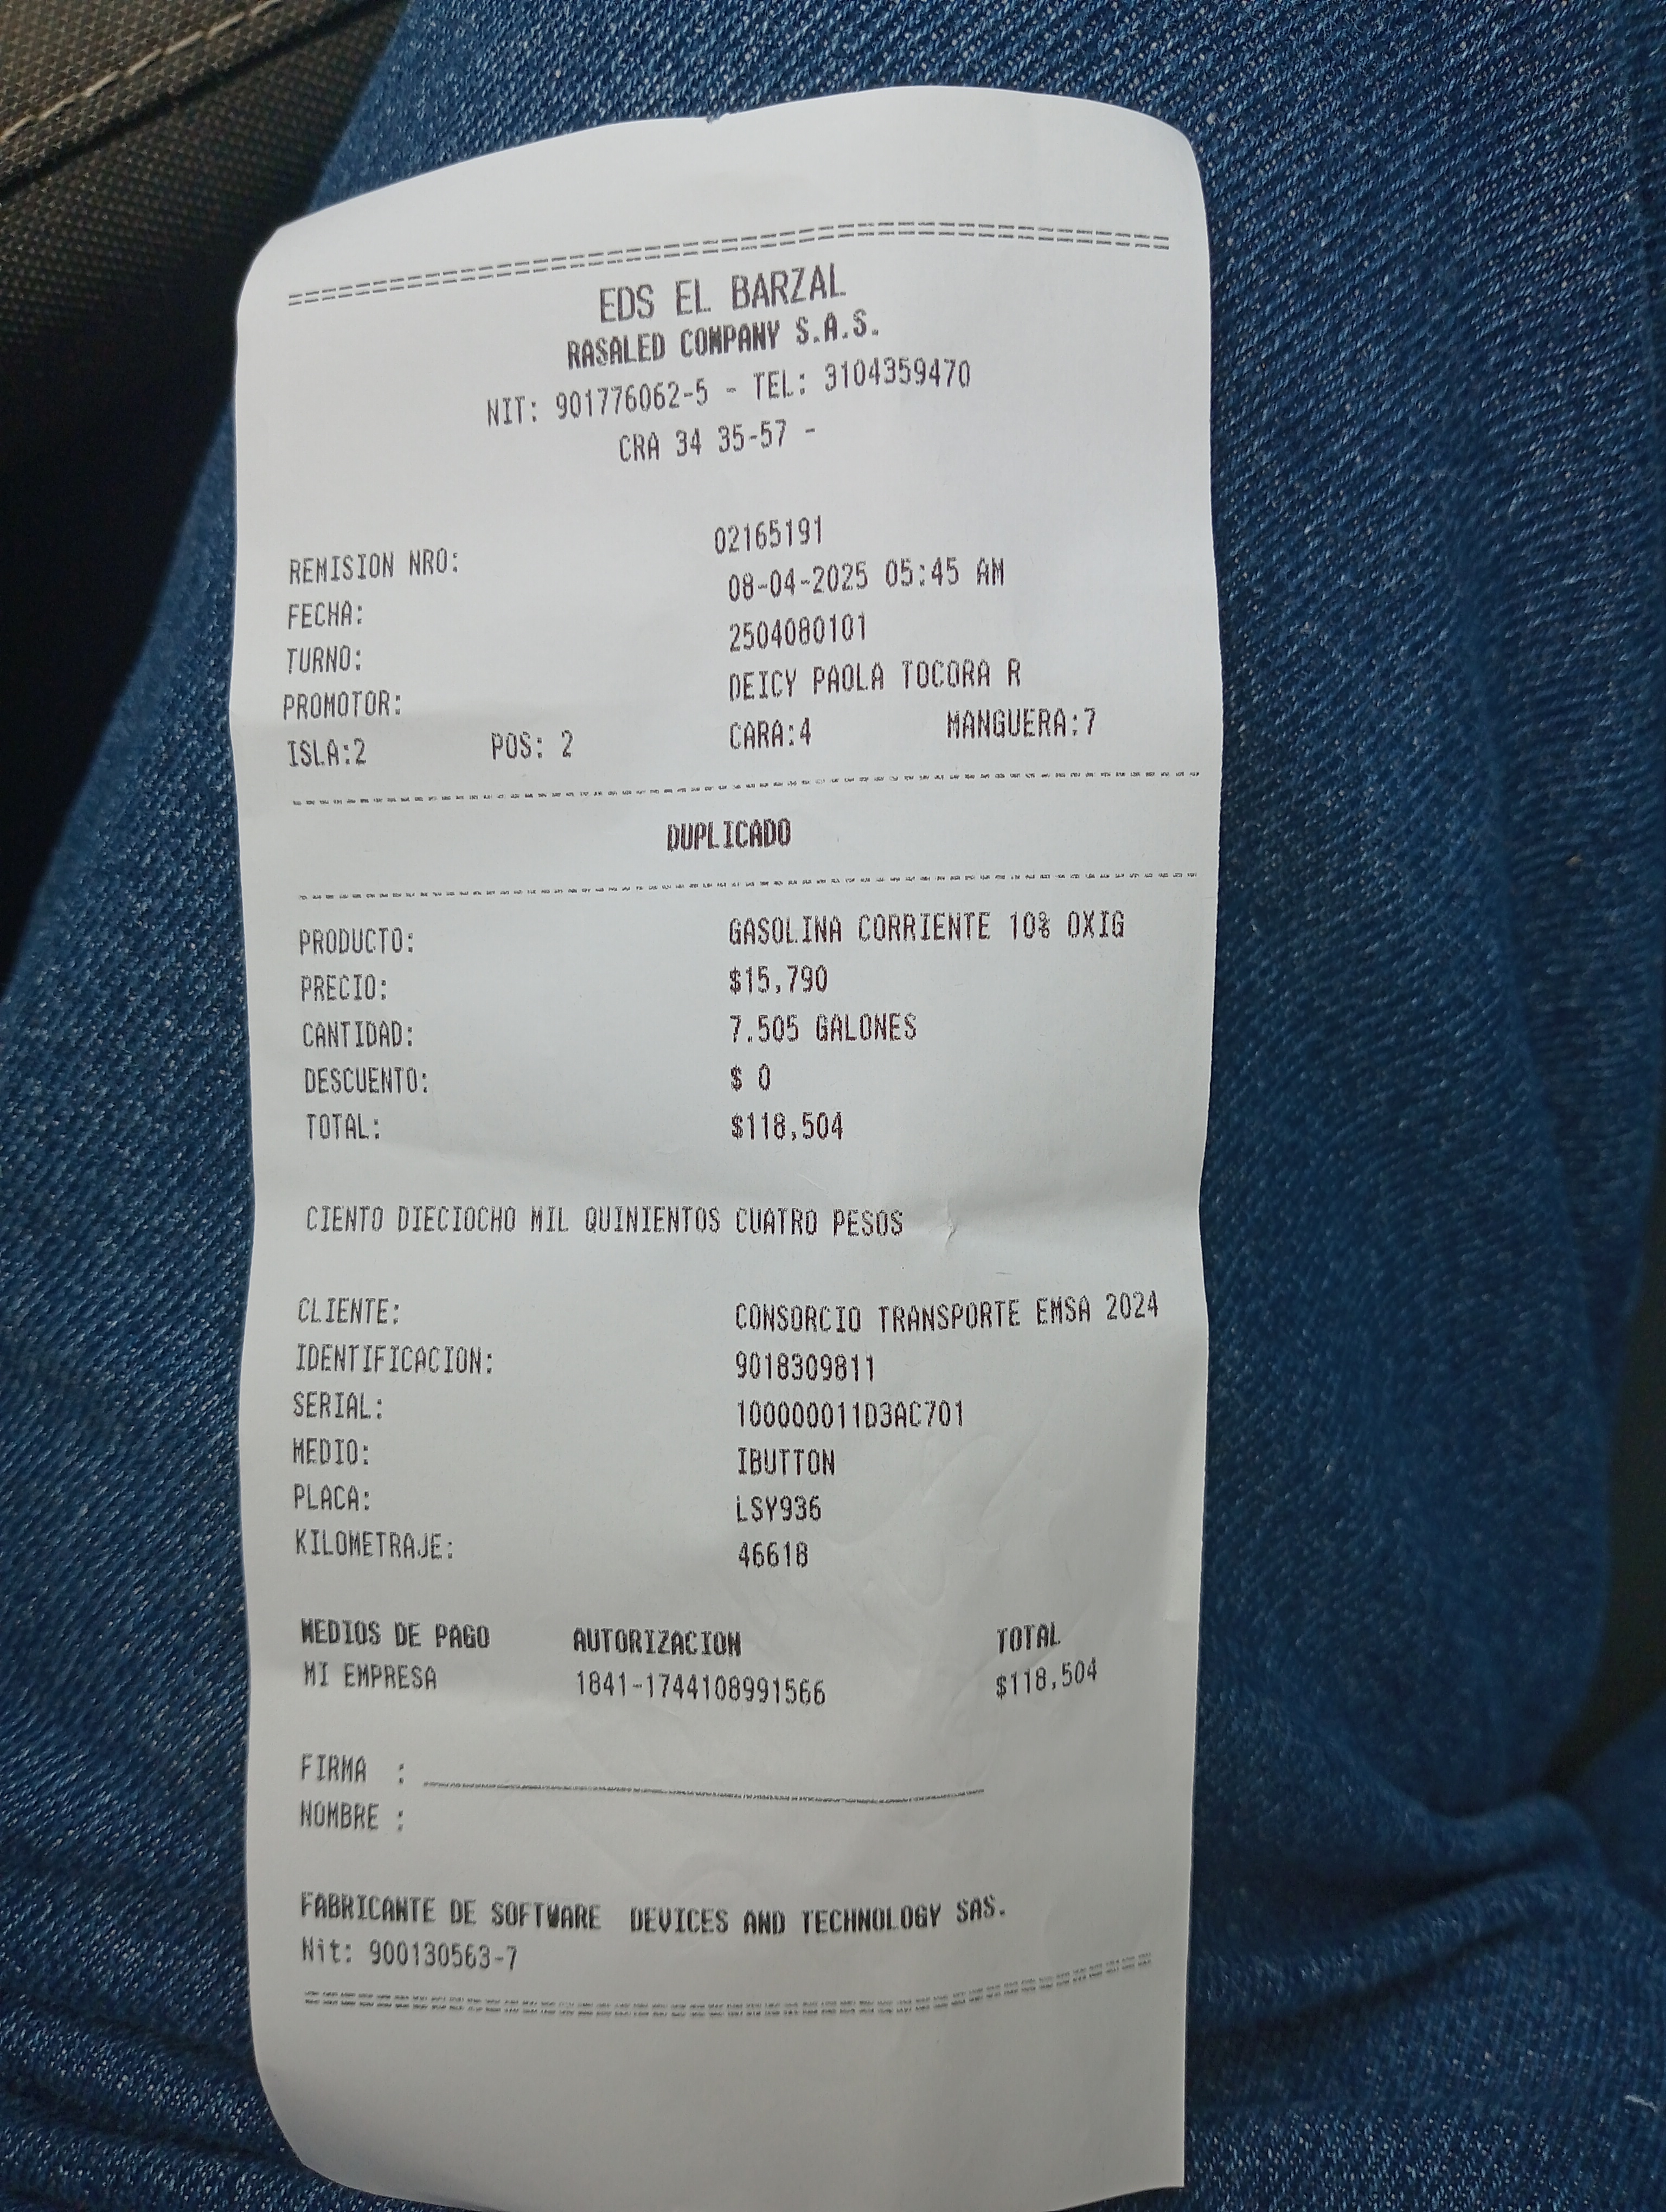 ================================================
EDS EL BARZAL
RASALED COMPANY S.A.S.
NIT: 901776062-5 - TEL: 3104359470
CRA 34 35-57 -
REMISION NRO: 02165191
FECHA: 08-04-2025 05:45 AM
TURNO: 2504080101
PROMOTOR: DEICY PAOLA TOCORA R
ISLA:2 POS: 2 CARA:4 MANGUERA:7
DUPLICADO
PRODUCTO: GASOLINA CORRIENTE 10% OXIG
PRECIO: $15,790
CANTIDAD: 7.505 GALONES
DESCUENTO: $ 0
TOTAL: $118,504
CIENTO DIECIOCHO MIL QUINIENTOS CUATRO PESOS
CLIENTE: CONSORCIO TRANSPORTE EMSA 2024
IDENTIFICACION: 9018309811
SERIAL: 100000011D3AC701
MEDIO: IBUTTON
PLACA: LSY936
KILOMETRAJE: 46618
MEDIOS DE PAGO AUTORIZACION TOTAL
MI EMPRESA 1841-1744108991566 $118,504
FIRMA :
NOMBRE :
FABRICANTE DE SOFTWARE DEVICES AND TECHNOLOGY SAS.
Nit: 900130563-7
================================================